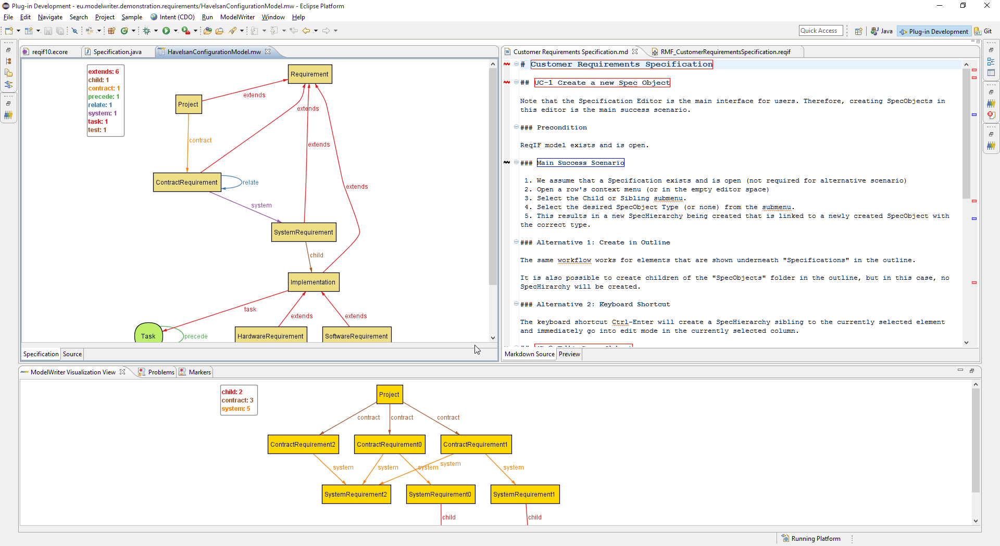 Plug-in Development - eu.modelwriter.demonstration.requirements/HavelsanConfigurationModel.mw - Eclipse Platform
File Edit Navigate Search Project Sample Intent (CDO) Run ModelWriter Window Help
Quick Access Java Plug-in Development Git
reqif10.ecore Specification.java HavelsanConfigurationModel.mw
extends: 6
child: 1
contract: 1
precede: 1
relate: 1
system: 1
task: 1
test: 1
Requirement
extends
Project
extends
contract
extends
ContractRequirement
relate
extends
system
SystemRequirement
child
Implementation
task
extends
extends
Task
precede
HardwareRequirement
SoftwareRequirement
Specification Source
Customer Requirements Specification.md RMF_CustomerRequirementsSpecification.reqif
# Customer Requirements Specification
## UC-1 Create a new Spec Object
Note that the Specification Editor is the main interface for users. Therefore, creating SpecObjects in
this editor is the main success scenario.
### Precondition
ReqIF model exists and is open.
### Main Success Scenario
1. We assume that a Specification exists and is open (not required for alternative scenario)
2. Open a row's context menu (or in the empty editor space)
3. Select the Child or Sibling submenu.
4. Select the desired SpecObject Type (or none) from the submenu.
5. This results in a new SpecHierarchy being created that is linked to a newly created SpecObject with
the correct type.
### Alternative 1: Create in Outline
The same workflow works for elements that are shown underneath "Specifications" in the outline.
It is also possible to create children of the "SpecObjects" folder in the outline, but in this case, no
SpecHirarchy will be created.
### Alternative 2: Keyboard Shortcut
The keyboard shortcut Ctrl-Enter will create a SpecHierarchy sibling to the currently selected element
and immediately go into edit mode in the currently selected column.
Markdown Source Preview
ModelWriter Visualization View Problems Markers
child: 2
contract: 3
system: 5
Project
contract contract contract
ContractRequirement2 ContractRequirement0 ContractRequirement1
system system system system system
SystemRequirement2 SystemRequirement0 SystemRequirement1
child child
Running Platform